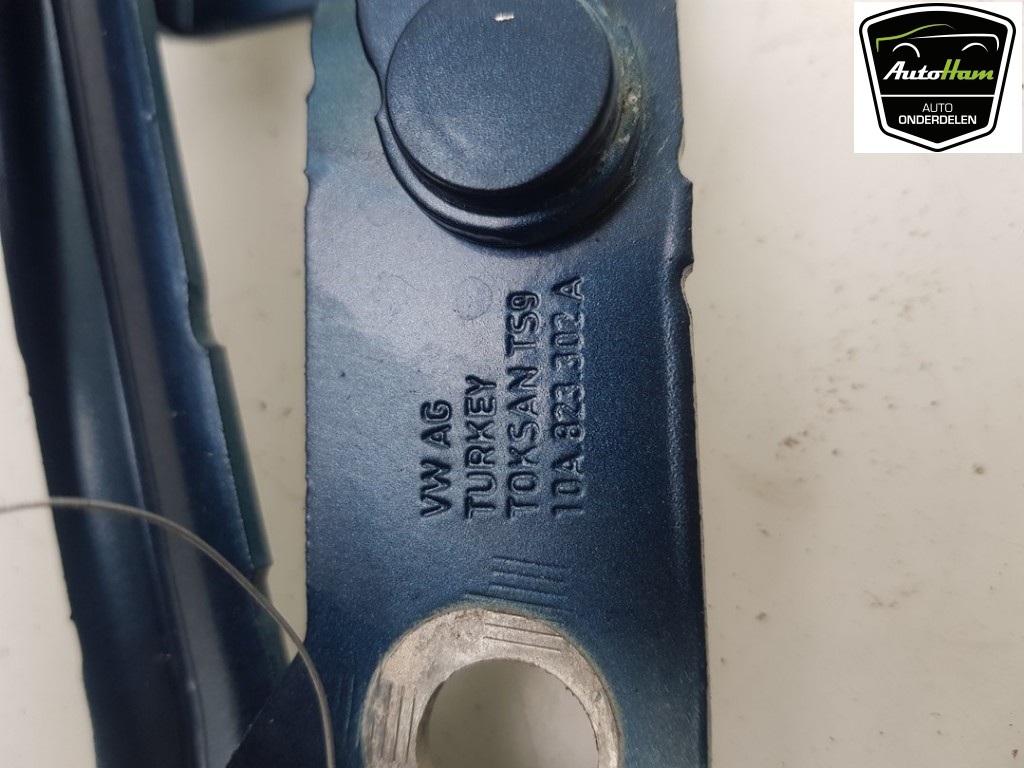 AutoHam
AUTO
ONDERDELEN
VW AG
TURKEY
TOKSAN TS9
10A 823 302 A